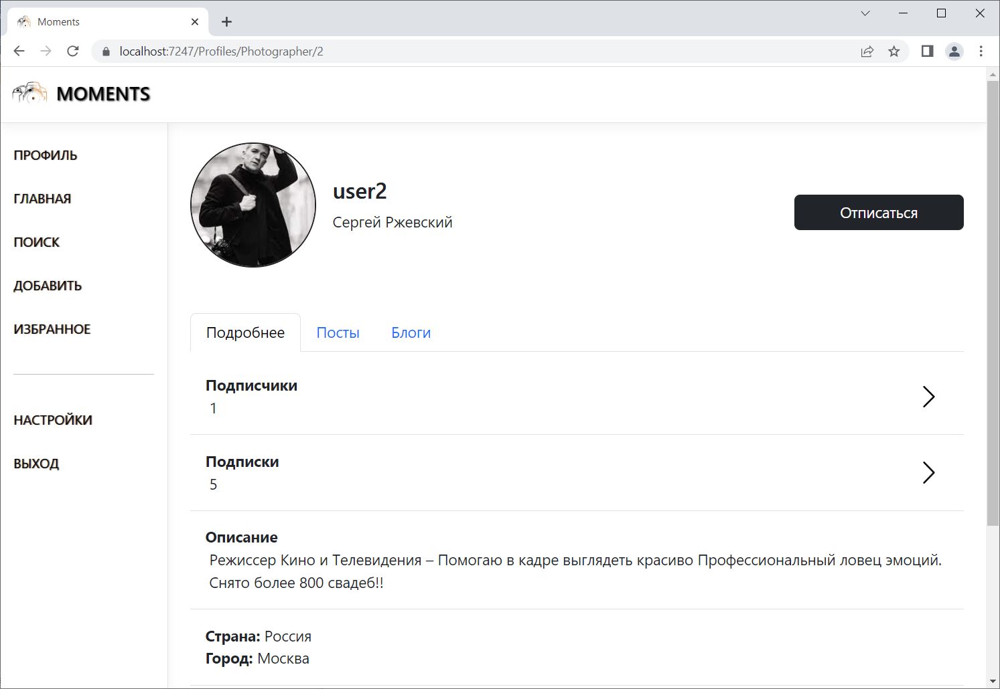 Moments
localhost:7247/Profiles/Photographer/2
MOMENTS
ПРОФИЛЬ
ГЛАВНАЯ
ПОИСК
ДОБАВИТЬ
ИЗБРАННОЕ
НАСТРОЙКИ
ВЫХОД
user2
Сергей Ржевский
Отписаться
Подробнее Посты Блоги
Подписчики
1
Подписки
5
Описание
Режиссер Кино и Телевидения – Помогаю в кадре выглядеть красиво Профессиональный ловец эмоций.
Снято более 800 свадеб!!
Страна: Россия
Город: Москва